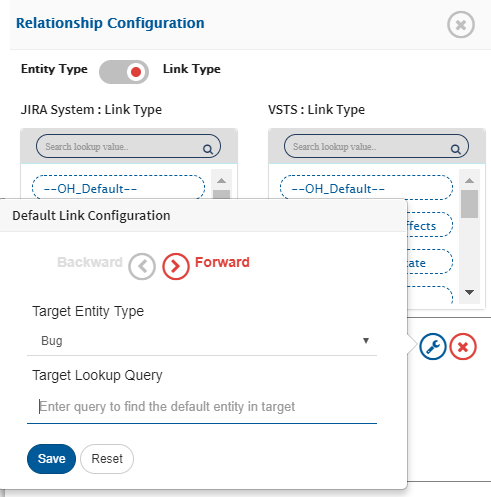 Relationship Configuration
Entity Type Link Type
JIRA System : Link Type VSTS : Link Type
Search lookup value.. Search lookup value..
--OH_Default-- --OH_Default--
Default Link Configuration
ffects
Backward Forward
tate
Target Entity Type
Bug
Target Lookup Query
Enter query to find the default entity in target
Save Reset